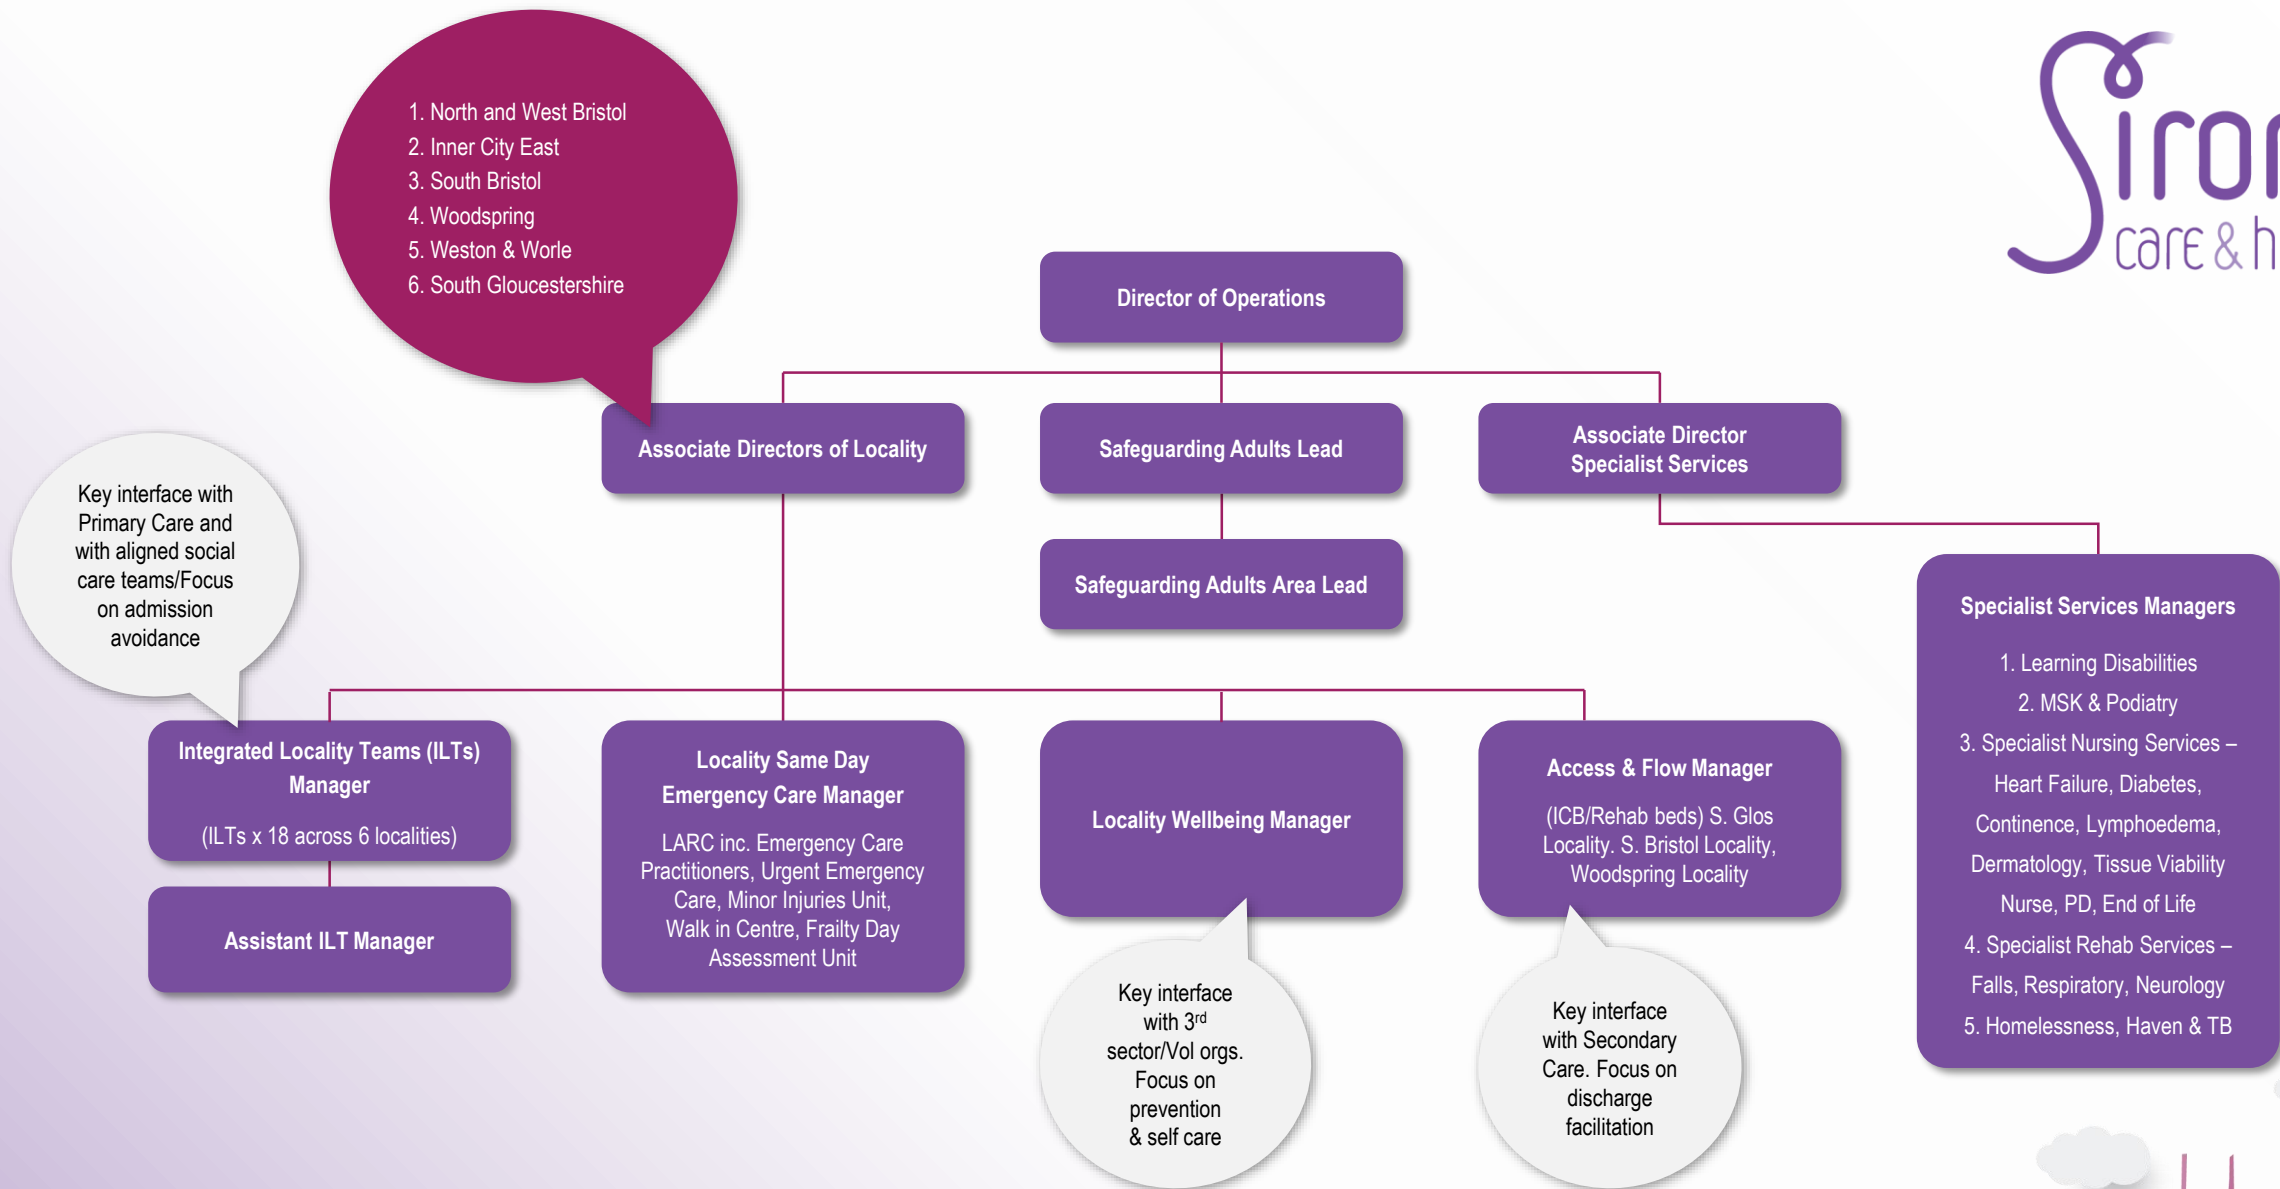 1. North and West Bristol
2. Inner City East
3. South Bristol
4. Woodspring
5. Weston & Worle
6. South Gloucestershire
Director of Operations
Associate Directors of Locality
Safeguarding Adults Lead
Associate Director
Specialist Services
Safeguarding Adults Area Lead
Key interface with
Primary Care and
with aligned social
care teams/Focus
on admission
avoidance
Integrated Locality Teams (ILTs)
Manager
(ILTs x 18 across 6 localities)
Assistant ILT Manager
Locality Same Day
Emergency Care Manager
LARC inc. Emergency Care
Practitioners, Urgent Emergency
Care, Minor Injuries Unit,
Walk in Centre, Frailty Day
Assessment Unit
Locality Wellbeing Manager
Key interface
with 3rd
sector/Vol orgs.
Focus on
prevention
& self care
Access & Flow Manager
(ICB/Rehab beds) S. Glos
Locality. S. Bristol Locality,
Woodspring Locality
Key interface
with Secondary
Care. Focus on
discharge
facilitation
Specialist Services Managers
1. Learning Disabilities
2. MSK & Podiatry
3. Specialist Nursing Services –
Heart Failure, Diabetes,
Continence, Lymphoedema,
Dermatology, Tissue Viability
Nurse, PD, End of Life
4. Specialist Rehab Services –
Falls, Respiratory, Neurology
5. Homelessness, Haven & TB
care &